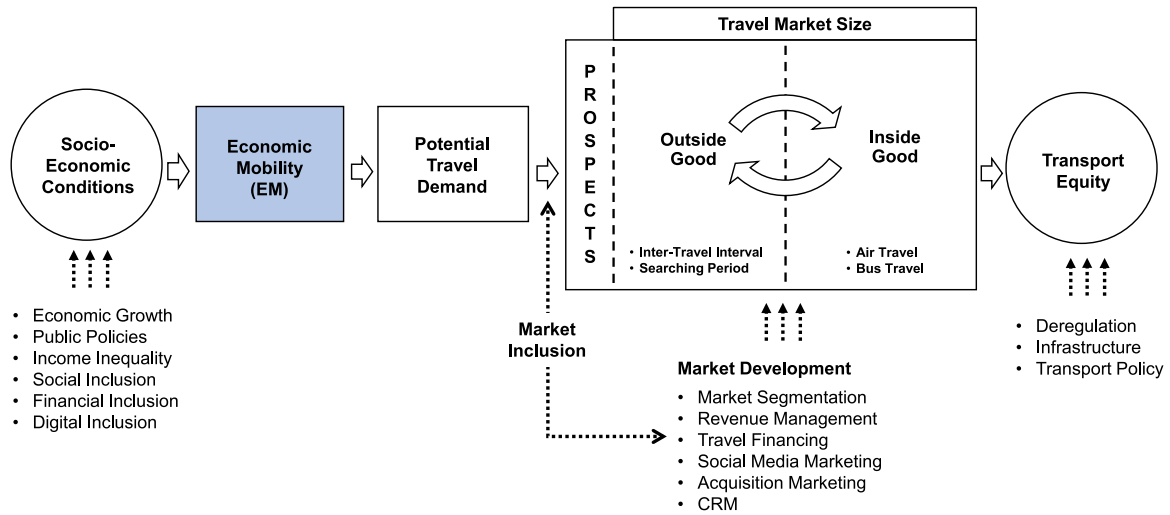 Travel Market Size
Socio-
Economic
Conditions
Economic
Mobility
(EM)
Potential
Travel
Demand
PROSPECTS
Outside
Good
Inside
Good
• Inter-Travel Interval
• Searching Period
• Air Travel
• Bus Travel
Transport
Equity
• Economic Growth
• Public Policies
• Income Inequality
• Social Inclusion
• Financial Inclusion
• Digital Inclusion
Market
Inclusion
Market Development
• Market Segmentation
• Revenue Management
• Travel Financing
• Social Media Marketing
• Acquisition Marketing
• CRM
• Deregulation
• Infrastructure
• Transport Policy